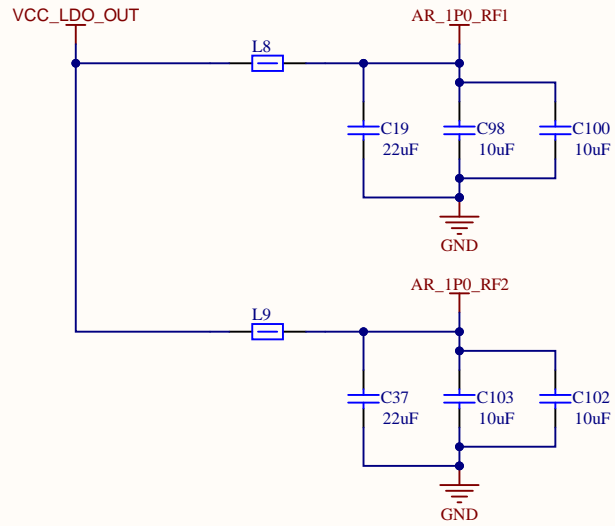 VCC_LDO_OUT
AR_1P0_RF1
L8
C19
22uF
C98
10uF
C100
10uF
GND
AR_1P0_RF2
L9
C37
22uF
C103
10uF
C102
10uF
GND